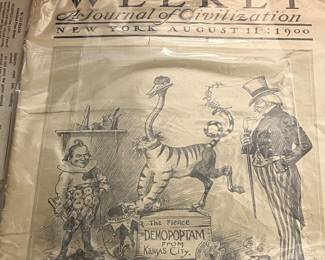 WEEKLY
A Journal of Civilization
NEW YORK AUGUST 11 : 1900
The Fierce
DEMOPOPTAM
FROM
KANSAS CITY.